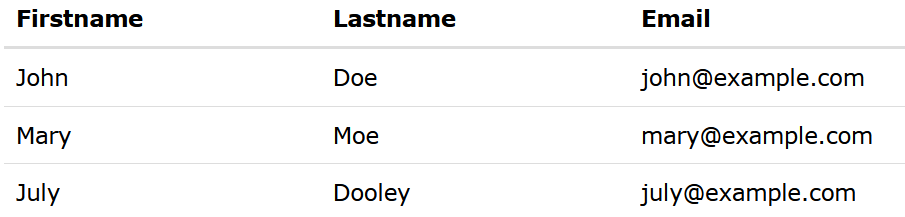 Firstname Lastname Email
John Doe john@example.com
Mary Moe mary@example.com
July Dooley july@example.com